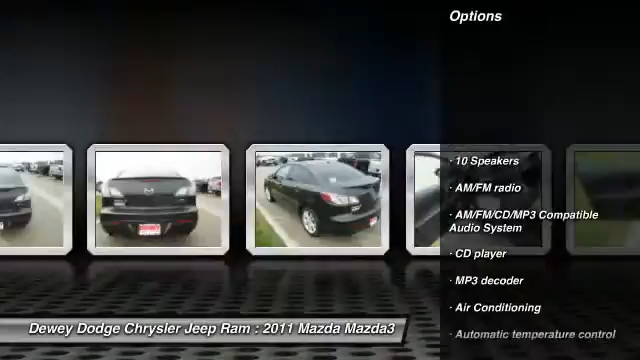 Options
· 10 Speakers
· AM/FM radio
· AM/FM/CD/MP3 Compatible
Audio System
· CD player
· MP3 decoder
· Air Conditioning
· Automatic temperature control
Dewey Dodge Chrysler Jeep Ram : 2011 Mazda Mazda3